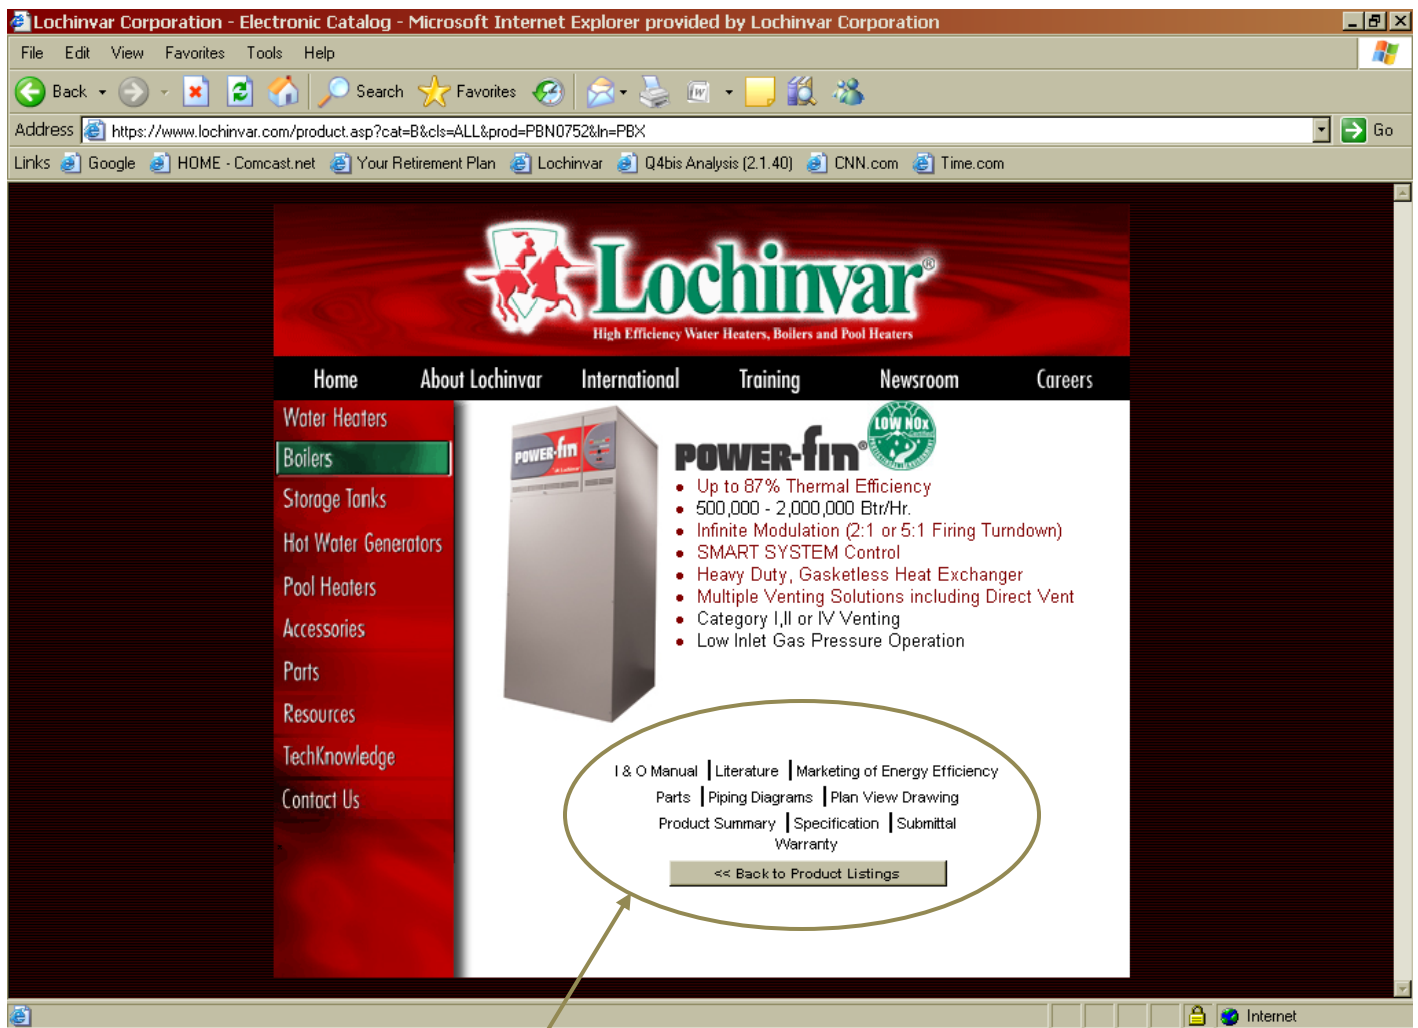 Lochinvar Corporation - Electronic Catalog - Microsoft Internet Explorer provided by Lochinvar Corporation
File Edit View Favorites Tools Help
Back Search Favorites
Address https://www.lochinvar.com/product.asp?cat=B&cls=ALL&prod=PBN0752&ln=PBX Go
Links Google HOME - Comcast.net Your Retirement Plan Lochinvar Q4bis Analysis (2.1.40) CNN.com Time.com
Lochinvar®
High Efficiency Water Heaters, Boilers and Pool Heaters
Home About Lochinvar International Training Newsroom Careers
Water Heaters
Boilers
Storage Tanks
Hot Water Generators
Pool Heaters
Accessories
Parts
Resources
TechKnowledge
Contact Us
POWER-fin
POWER-fin®
LOW NOx
• Up to 87% Thermal Efficiency
• 500,000 - 2,000,000 Btr/Hr.
• Infinite Modulation (2:1 or 5:1 Firing Turndown)
• SMART SYSTEM Control
• Heavy Duty, Gasketless Heat Exchanger
• Multiple Venting Solutions including Direct Vent
• Category I,II or IV Venting
• Low Inlet Gas Pressure Operation
I & O Manual | Literature | Marketing of Energy Efficiency
Parts | Piping Diagrams | Plan View Drawing
Product Summary | Specification | Submittal
Warranty
<< Back to Product Listings
Internet